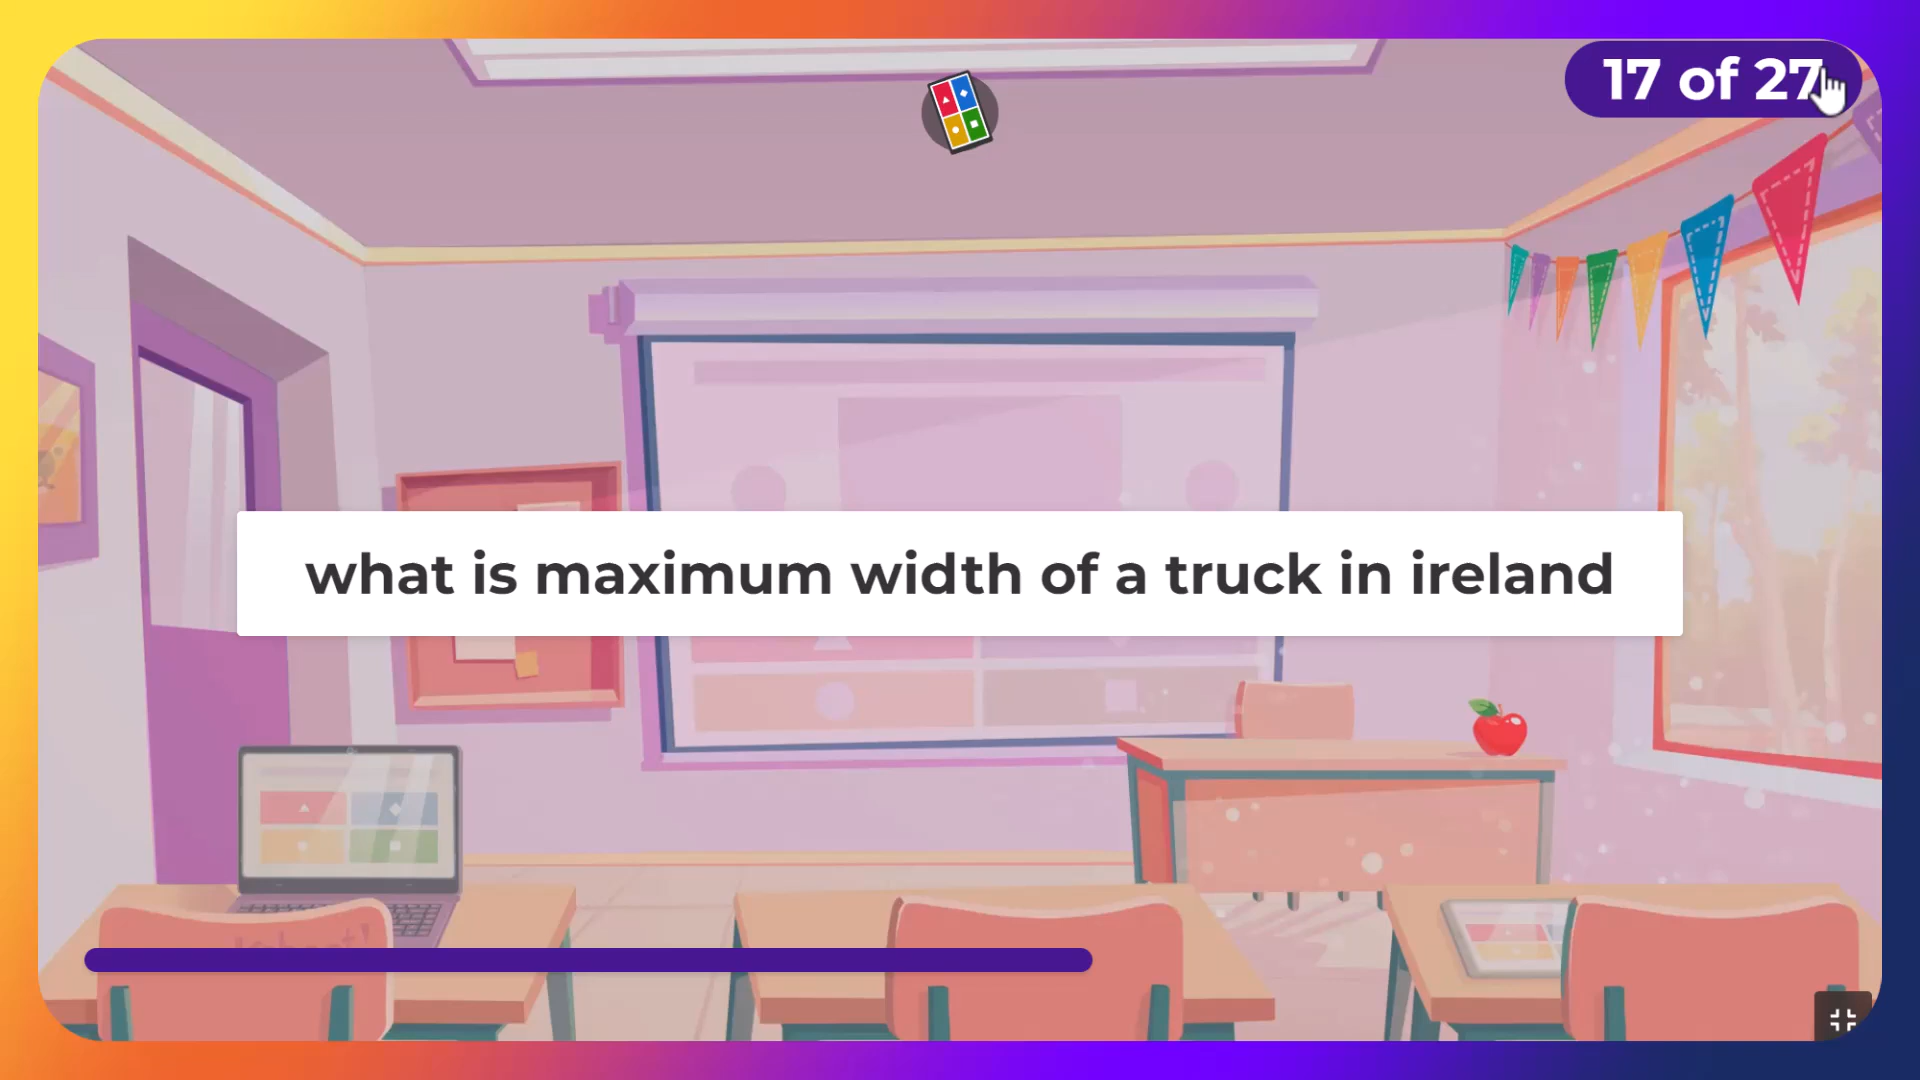 17 of 27
what is maximum width of a truck in ireland